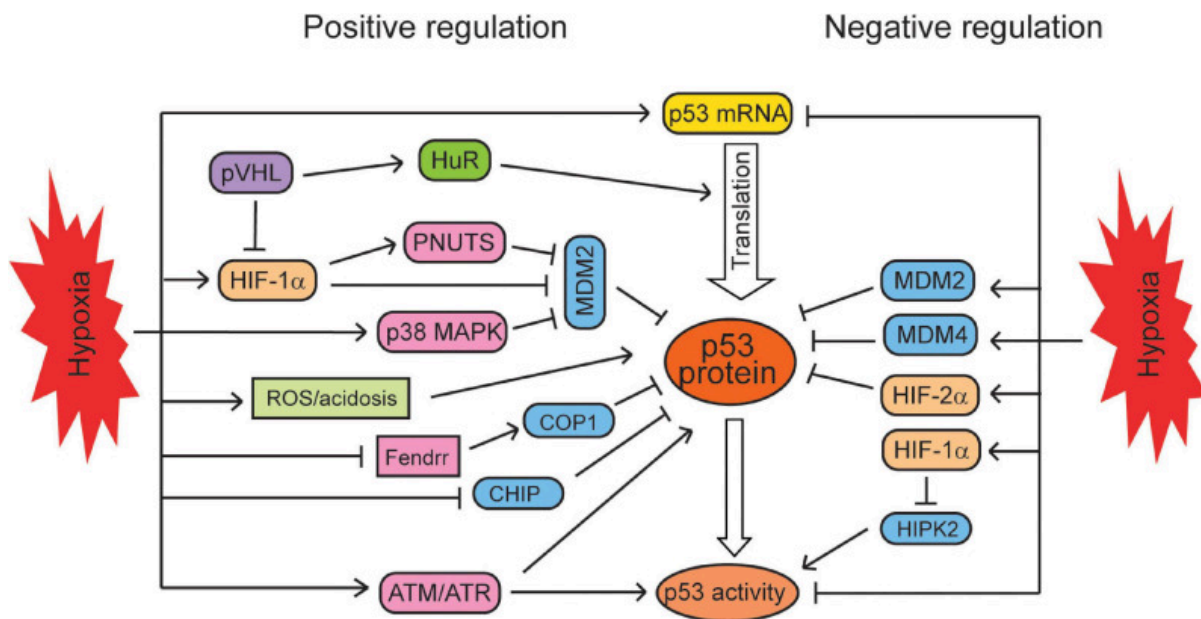 Positive regulation
Negative regulation
p53 mRNA
pVHL
HuR
Translation
PNUTS
MDM2
HIF-1α
p38 MAPK
Hypoxia
ROS/acidosis
Fendrr
COP1
CHIP
ATM/ATR
p53
protein
p53 activity
MDM2
MDM4
HIF-2α
HIF-1α
HIPK2
Hypoxia